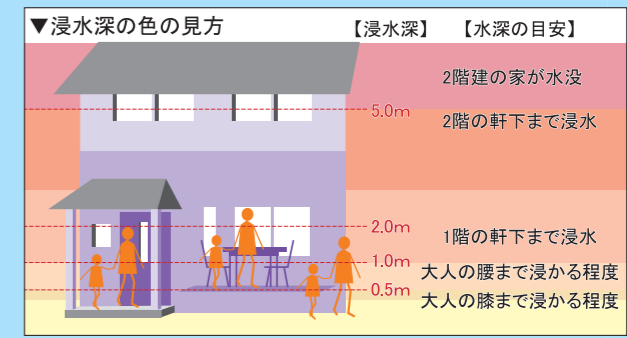 ▼浸水深の色の見方
【浸水深】 【水深の目安】
2階建の家が水没
5.0m
2階の軒下まで浸水
2.0m
1階の軒下まで浸水
1.0m
大人の腰まで浸かる程度
0.5m
大人の膝まで浸かる程度